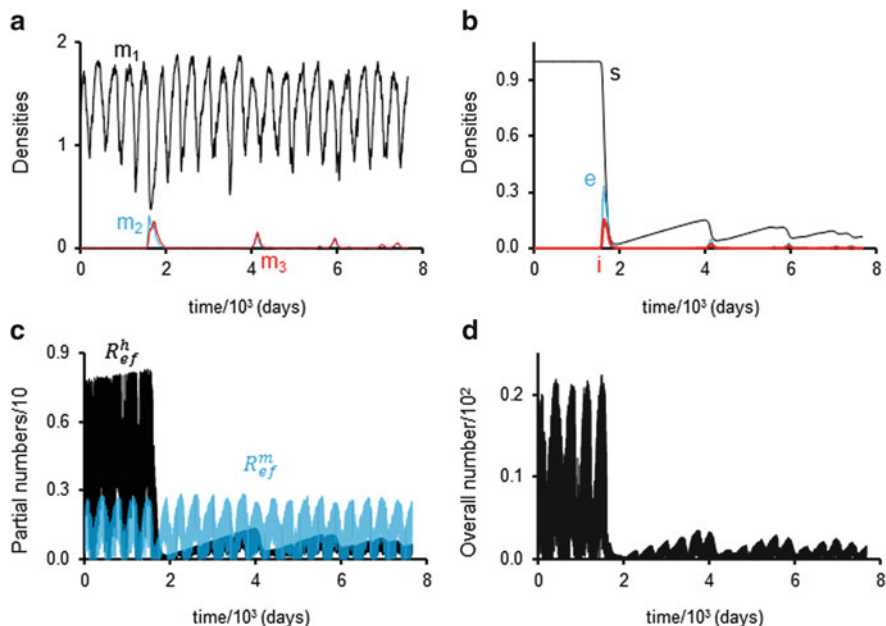 a
2
1
0
Densities
m₁
m₂
m₃
0 2 4 6 8
time/10³ (days)
b
0.9
0.6
0.3
0.0
Densities
s
e
i
0 2 4 6 8
time/10³ (days)
c
0.9
0.6
0.3
0.0
Partial numbers/10
R^h_ef
R^m_ef
0 2 4 6 8
time/10³ (days)
d
0.2
0.1
0.0
Overall number/10²
0 2 4 6 8
time/10³ (days)